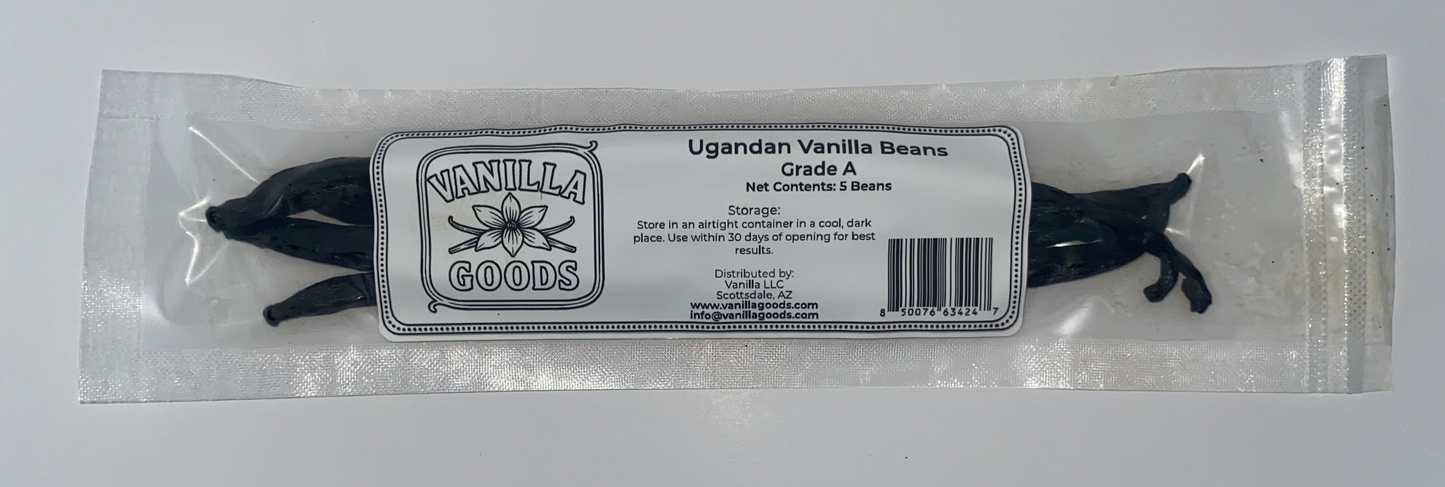 VANILLA
GOODS
Ugandan Vanilla Beans
Grade A
Net Contents: 5 Beans
Storage:
Store in an airtight container in a cool, dark
place. Use within 30 days of opening for best
results.
Distributed by:
Vanilla LLC
Scottsdale, AZ
www.vanillagoods.com
info@vanillagoods.com
8 50076 63424 7